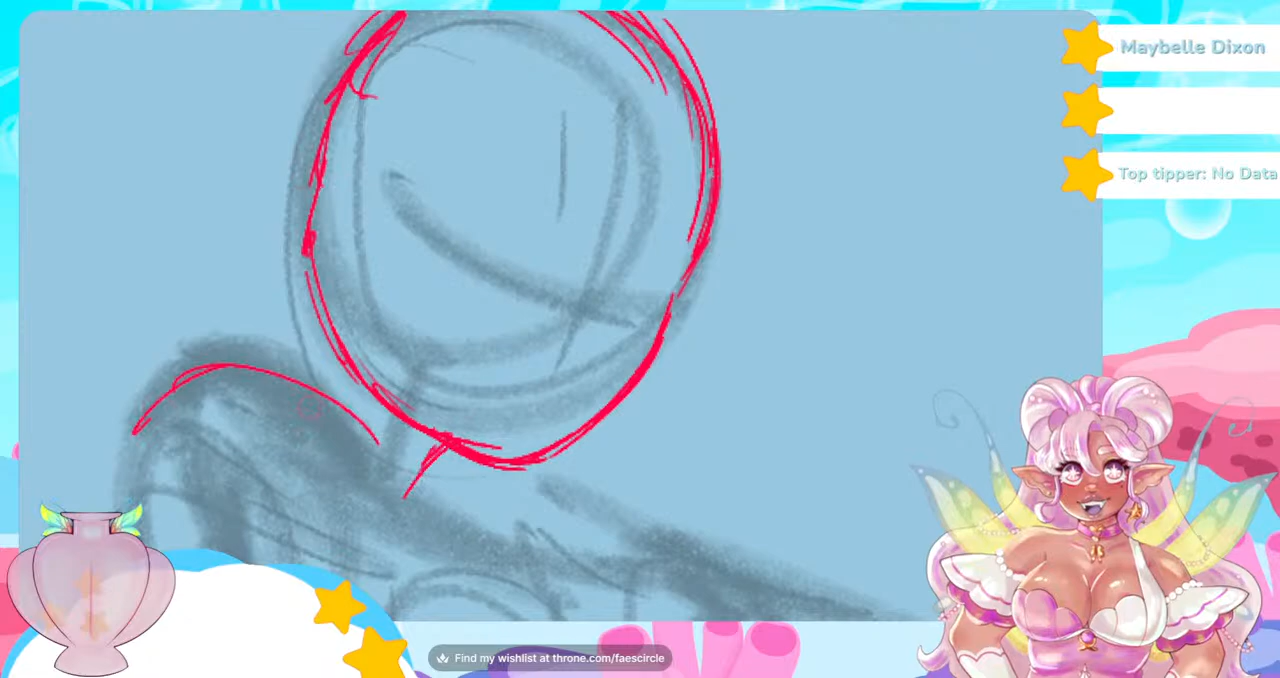 Maybelle Dixon
Top tipper: No Data
Find my wishlist at throne.com/faescircle